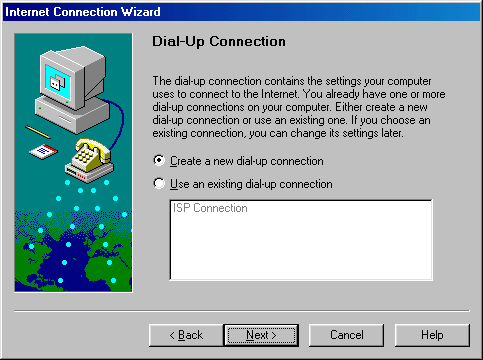 Internet Connection Wizard
Dial-Up Connection
The dial-up connection contains the settings your computer
uses to connect to the Internet. You already have one or more
dial-up connections on your computer. Either create a new
dial-up connection or use an existing one. If you choose an
existing connection, you can change its settings later.
Create a new dial-up connection
Use an existing dial-up connection
ISP Connection
< Back
Next >
Cancel
Help